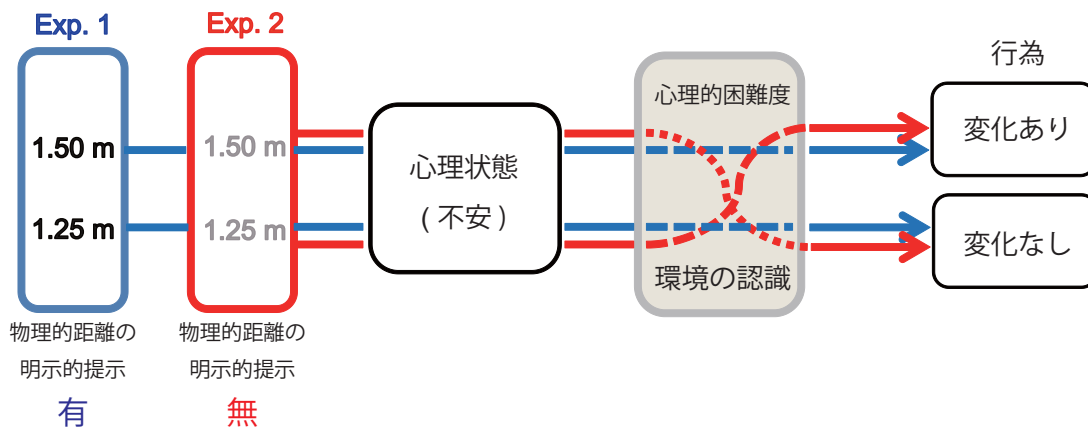 Exp. 1
1.50 m
1.25 m
物理的距離の
明示的提示
有
Exp. 2
1.50 m
1.25 m
物理的距離の
明示的提示
無
心理状態
( 不安 )
心理的困難度
環境の認識
行為
変化あり
変化なし